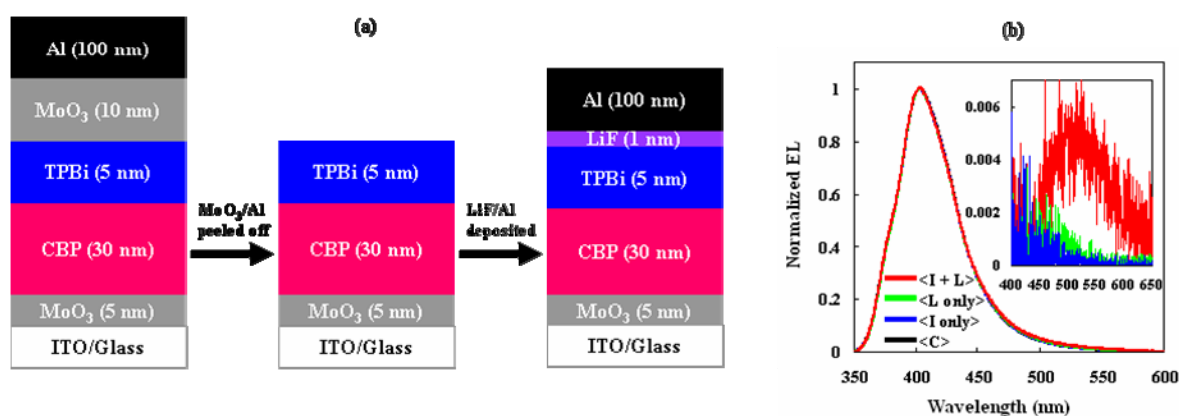 (a)
Al (100 nm)
MoO₃ (10 nm)
TPBi (5 nm)
CBP (30 nm)
MoO₃ (5 nm)
ITO/Glass
MoO₃/Al
peeled off
TPBi (5 nm)
CBP (30 nm)
MoO₃ (5 nm)
ITO/Glass
LiF/Al
deposited
Al (100 nm)
LiF (1 nm)
TPBi (5 nm)
CBP (30 nm)
MoO₃ (5 nm)
ITO/Glass
(b)
Normalized EL
1
0.8
0.6
0.4
0.2
0
350 400 450 500 550 600
Wavelength (nm)
0.006
0.004
0.002
0
400 450 500 550 600 650
<I + L>
<L only>
<I only>
<C>